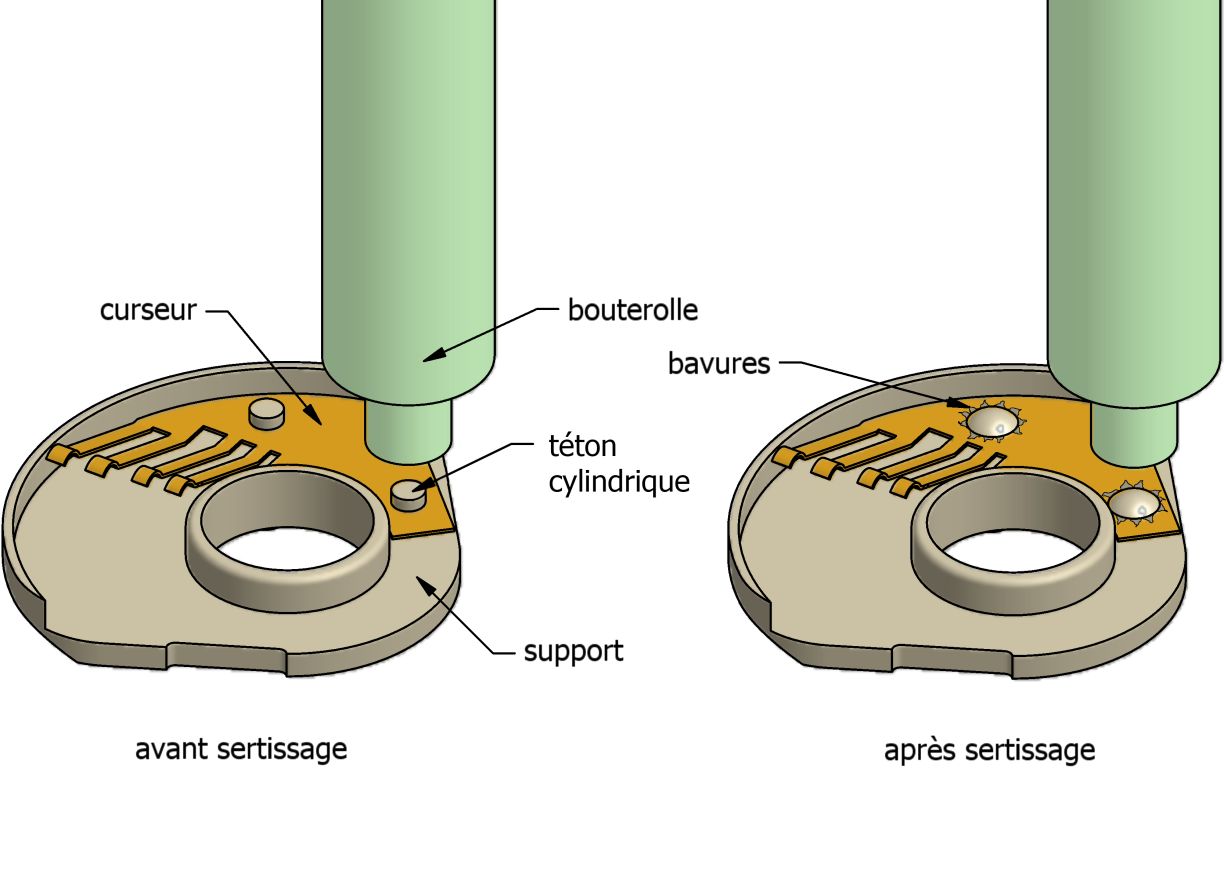 curseur
bouterolle
bavures
téton
cylindrique
support
avant sertissage
après sertissage